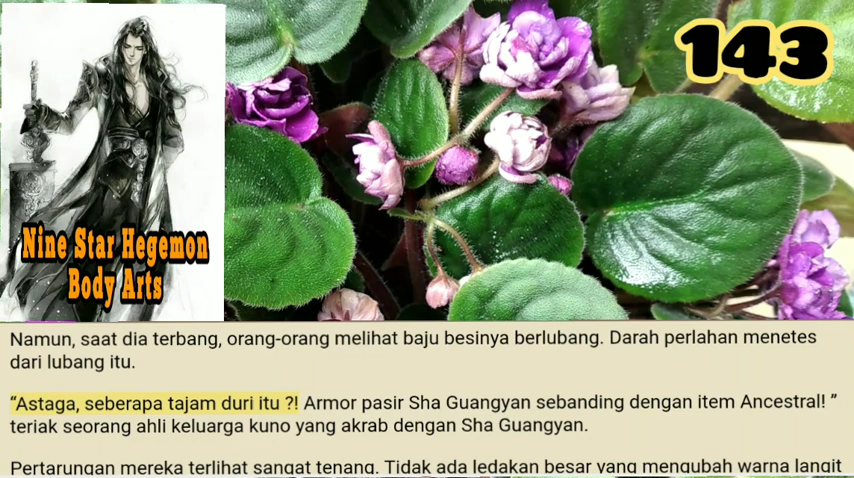 143
Nine Star Hegemon
Body Arts
Namun, saat dia terbang, orang-orang melihat baju besinya berlubang. Darah perlahan menetes
dari lubang itu.
“Astaga, seberapa tajam duri itu ?! Armor pasir Sha Guangyan sebanding dengan item Ancestral! ”
teriak seorang ahli keluarga kuno yang akrab dengan Sha Guangyan.
Pertarungan mereka terlihat sangat tenang. Tidak ada ledakan besar yang mengubah warna langit